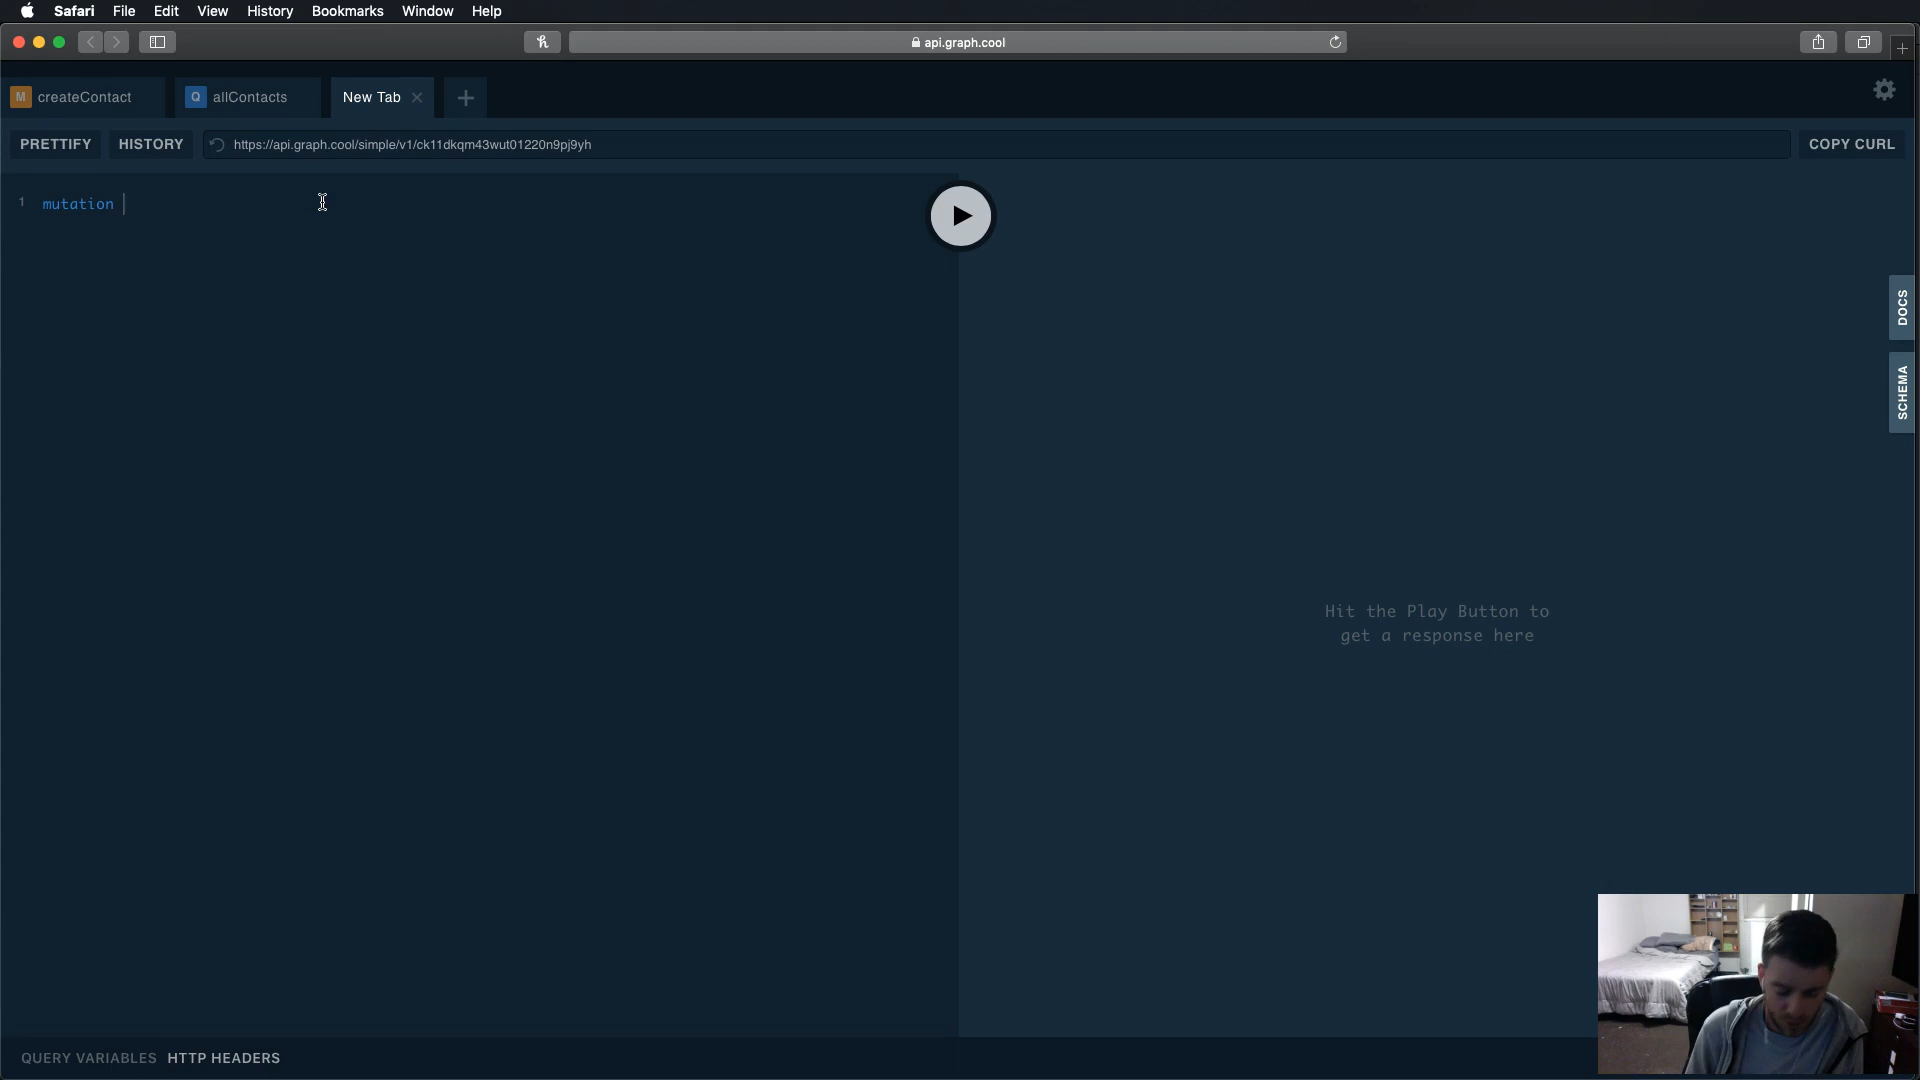 Safari File Edit View History Bookmarks Window Help
api.graph.cool
M createContact Q allContacts New Tab
PRETTIFY HISTORY https://api.graph.cool/simple/v1/ck11dkqm43wut01220n9pj9yh COPY CURL
1 mutation
DOCS
SCHEMA
Hit the Play Button to
get a response here
QUERY VARIABLES HTTP HEADERS